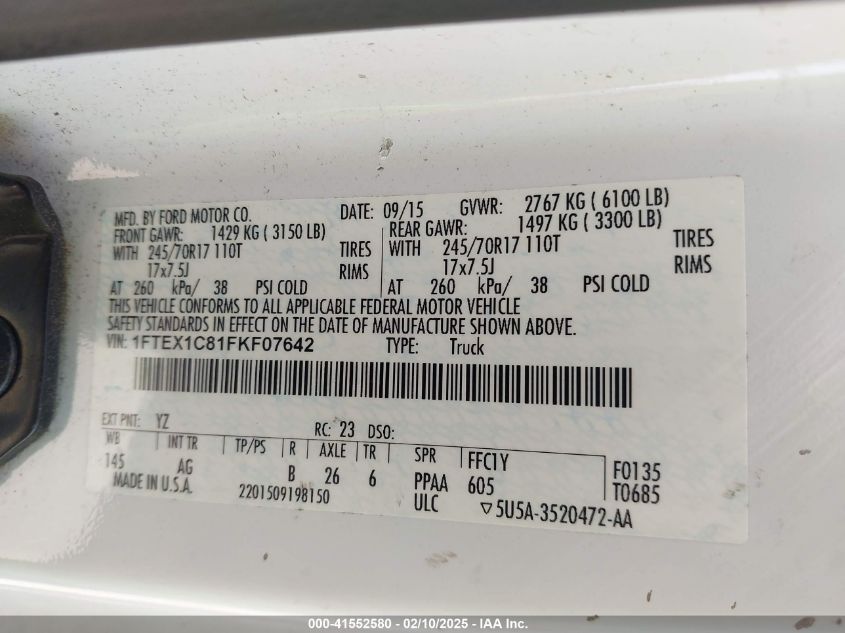 MFD. BY FORD MOTOR CO. DATE: 09/15 GVWR: 2767 KG ( 6100 LB)
FRONT GAWR: 1429 KG ( 3150 LB) REAR GAWR: 1497 KG ( 3300 LB)
WITH 245/70R17 110T TIRES WITH 245/70R17 110T TIRES
17x7.5J RIMS 17x7.5J RIMS
AT 260 kPa/ 38 PSI COLD AT 260 kPa/ 38 PSI COLD
THIS VEHICLE CONFORMS TO ALL APPLICABLE FEDERAL MOTOR VEHICLE
SAFETY STANDARDS IN EFFECT ON THE DATE OF MANUFACTURE SHOWN ABOVE.
VIN: 1FTEX1C81FKF07642 TYPE: Truck
EXT PNT: YZ RC: 23 DSO:
WB INT TR TP/PS R AXLE TR SPR FFC1Y F0135
145 AG B 26 6 PPAA 605 T0685
MADE IN U.S.A. 2201509198150 ULC ▽5U5A-3520472-AA
000-41552580 - 02/10/2025 - IAA Inc.